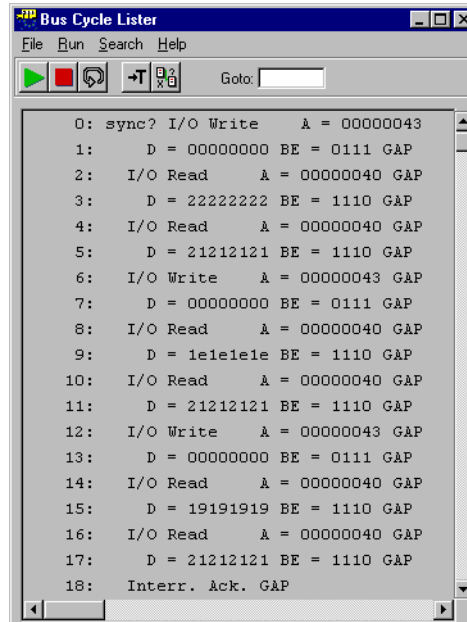 Bus Cycle Lister
File Run Search Help
T Goto:
0: sync? I/O Write A = 00000043
1: D = 00000000 BE = 0111 GAP
2: I/O Read A = 00000040 GAP
3: D = 22222222 BE = 1110 GAP
4: I/O Read A = 00000040 GAP
5: D = 21212121 BE = 1110 GAP
6: I/O Write A = 00000043 GAP
7: D = 00000000 BE = 0111 GAP
8: I/O Read A = 00000040 GAP
9: D = 1e1e1e1e BE = 1110 GAP
10: I/O Read A = 00000040 GAP
11: D = 21212121 BE = 1110 GAP
12: I/O Write A = 00000043 GAP
13: D = 00000000 BE = 0111 GAP
14: I/O Read A = 00000040 GAP
15: D = 19191919 BE = 1110 GAP
16: I/O Read A = 00000040 GAP
17: D = 21212121 BE = 1110 GAP
18: Interr. Ack. GAP